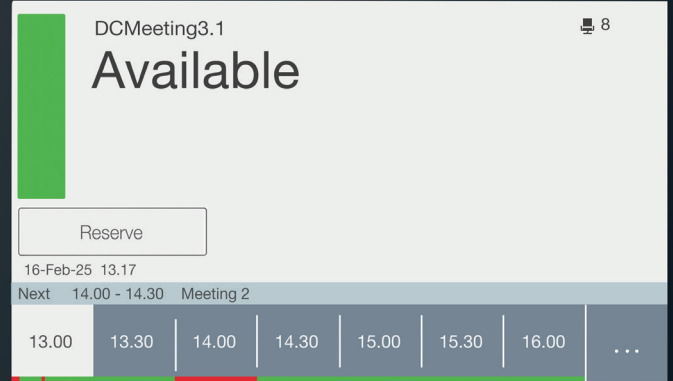 DCMeeting3.1 8
Available
Reserve
16-Feb-25 13.17
Next 14.00 - 14.30 Meeting 2
13.00 13.30 14.00 14.30 15.00 15.30 16.00 ...